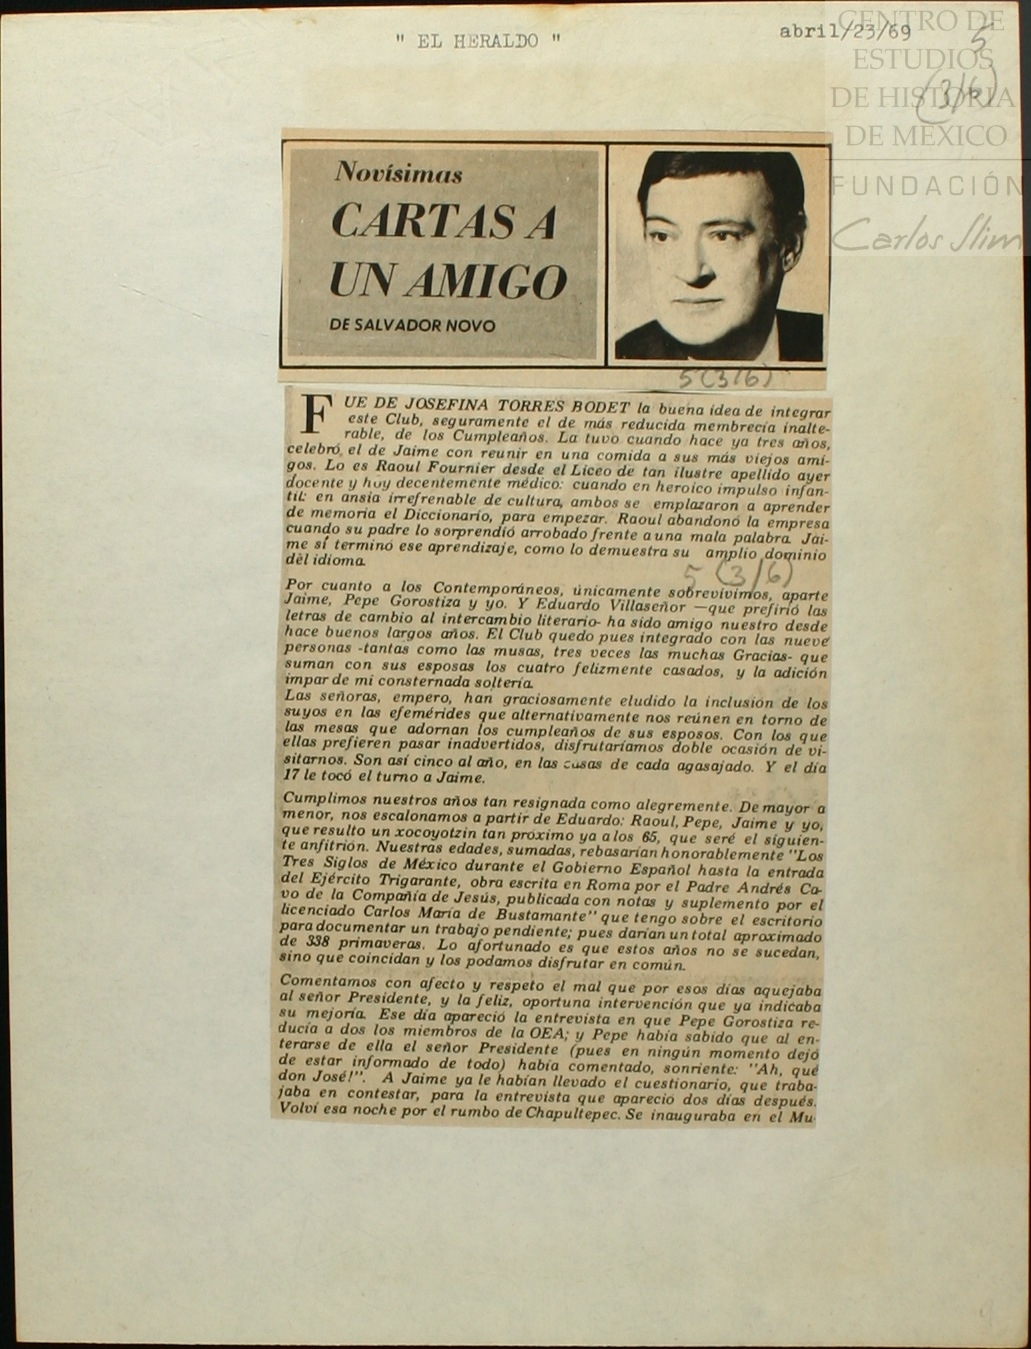 " EL HERALDO "
abril/23/69
5
(3/6)
CENTRO DE
ESTUDIOS
DE HISTORIA
DE MÉXICO
FUNDACIÓN
Carlos Slim
Novísimas
CARTAS A
UN AMIGO
DE SALVADOR NOVO
5(3/6)
FUE DE JOSEFINA TORRES BODET la buena idea de integrar
este Club, seguramente el de más reducida membrecía inalte-
rable, de los Cumpleaños. La tuvo cuando hace ya tres años,
celebró, el de Jaime con reunir en una comida a sus más viejos ami-
gos. Lo es Raoul Fournier desde el Liceo de tan ilustre apellido ayer
docente y hoy decentemente médico: cuando en heroico impulso infan-
til: en ansia irrefrenable de cultura, ambos se emplazaron a aprender
de memoria el Diccionario, para empezar. Raoul abandonó la empresa
cuando su padre lo sorprendió arrobado frente a una mala palabra. Jai-
me sí terminó ese aprendizaje, como lo demuestra su amplio dominio
del idioma.
5 (3/6)
Por cuanto a los Contemporáneos, únicamente sobrevivimos, aparte
Jaime, Pepe Gorostiza y yo. Y Eduardo Villaseñor —que prefirió las
letras de cambio al intercambio literario- ha sido amigo nuestro desde
hace buenos largos años. El Club quedo pues integrado con las nueve
personas -tantas como las musas, tres veces las muchas Gracias- que
suman con sus esposas los cuatro felizmente casados, y la adición
impar de mi consternada soltería.
Las señoras, empero, han graciosamente eludido la inclusión de los
suyos en las efemérides que alternativamente nos reúnen en torno de
las mesas que adornan los cumpleaños de sus esposos. Con los que
ellas prefieren pasar inadvertidos, disfrutaríamos doble ocasión de vi-
sitarnos. Son así cinco al año, en las casas de cada agasajado. Y el día
17 le tocó el turno a Jaime.
Cumplimos nuestros años tan resignada como alegremente. De mayor a
menor, nos escalonamos a partir de Eduardo: Raoul, Pepe, Jaime y yo,
que resulto un xocoyotzin tan próximo ya a los 65, que seré el siguien-
te anfitrión. Nuestras edades, sumadas, rebasarían honorablemente "Los
Tres Siglos de México durante el Gobierno Español hasta la entrada
del Ejército Trigarante, obra escrita en Roma por el Padre Andrés Ca-
vo de la Compañía de Jesús, publicada con notas y suplemento por el
licenciado Carlos María de Bustamante" que tengo sobre el escritorio
para documentar un trabajo pendiente; pues darían un total aproximado
de 338 primaveras. Lo afortunado es que estos años no se sucedan,
sino que coincidan y los podamos disfrutar en común.
Comentamos con afecto y respeto el mal que por esos días aquejaba
al señor Presidente, y la feliz, oportuna intervención que ya indicaba
su mejoría. Ese día apareció la entrevista en que Pepe Gorostiza re-
ducía a dos los miembros de la OEA; y Pepe había sabido que al en-
terarse de ella el señor Presidente (pues en ningún momento dejó
de estar informado de todo) había comentado, sonriente: "Ah, qué
don José!". A Jaime ya le habían llevado el cuestionario, que traba-
jaba en contestar, para la entrevista que apareció dos días después.
Volví esa noche por el rumbo de Chapultepec. Se inauguraba en el Mu-